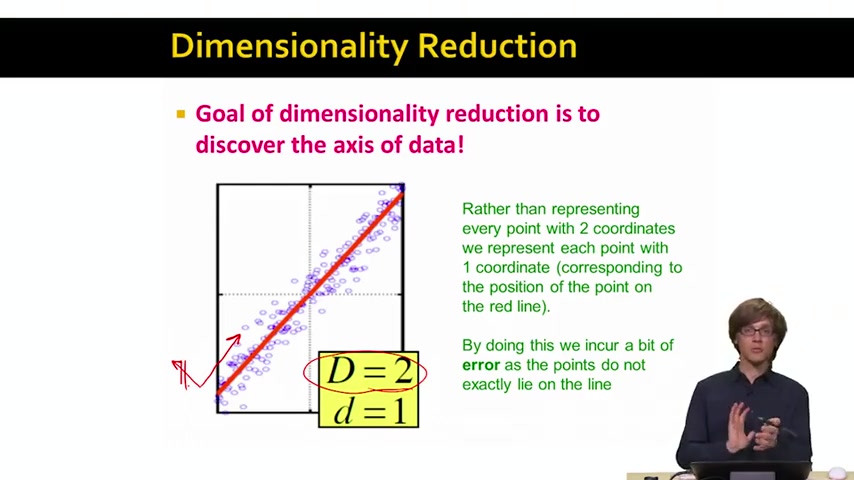 Dimensionality Reduction
Goal of dimensionality reduction is to
discover the axis of data!
Rather than representing
every point with 2 coordinates
we represent each point with
1 coordinate (corresponding to
the position of the point on
the red line).
By doing this we incur a bit of
error as the points do not
exactly lie on the line
D = 2
d = 1